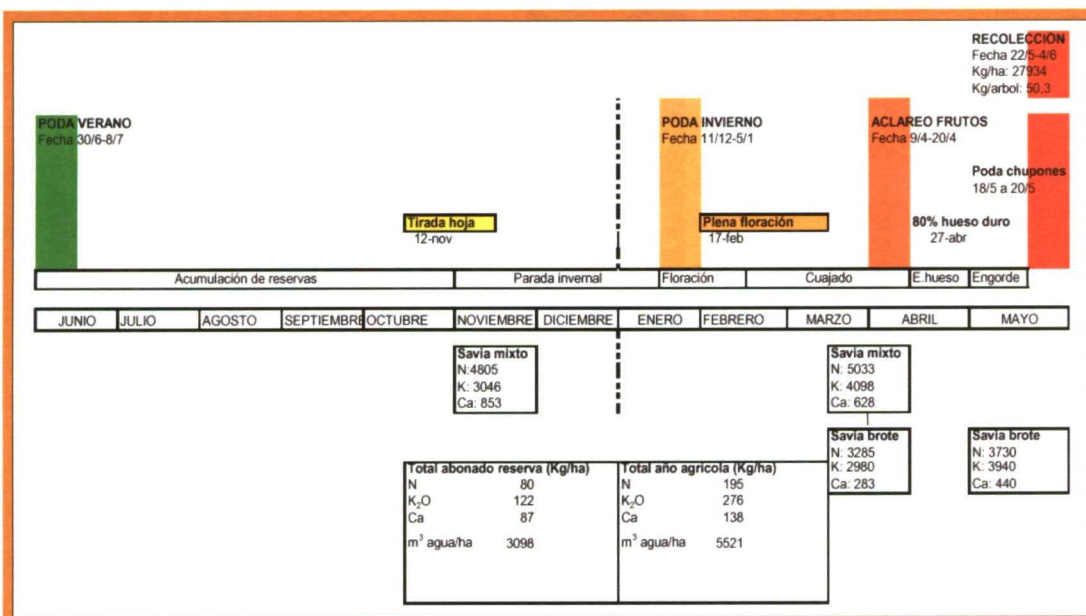 RECOLECCIÓN
Fecha 22/5-4/6
Kg/ha: 27934
Kg/arbol: 50,3
PODA VERANO
Fecha 30/6-8/7
PODA INVIERNO
Fecha 11/12-5/1
ACLAREO FRUTOS
Fecha 9/4-20/4
Poda chupones
18/5 a 20/5
Tirada hoja
12-nov
Plena floración
17-feb
80% hueso duro
27-abr
Acumulación de reservas
Parada invernal
Floración
Cuajado
E.hueso
Engorde
JUNIO JULIO AGOSTO SEPTIEMBRE OCTUBRE NOVIEMBRE DICIEMBRE ENERO FEBRERO MARZO ABRIL MAYO
Savia mixto
N:4805
K: 3046
Ca: 853
Savia mixto
N: 5033
K: 4098
Ca: 628
Savia brote
N: 3285
K: 2980
Ca: 283
Savia brote
N: 3730
K: 3940
Ca: 440
Total abonado reserva (Kg/ha)
N 80
K₂O 122
Ca 87
m³ agua/ha 3098
Total año agrícola (Kg/ha)
N 195
K₂O 276
Ca 138
m³ agua/ha 5521